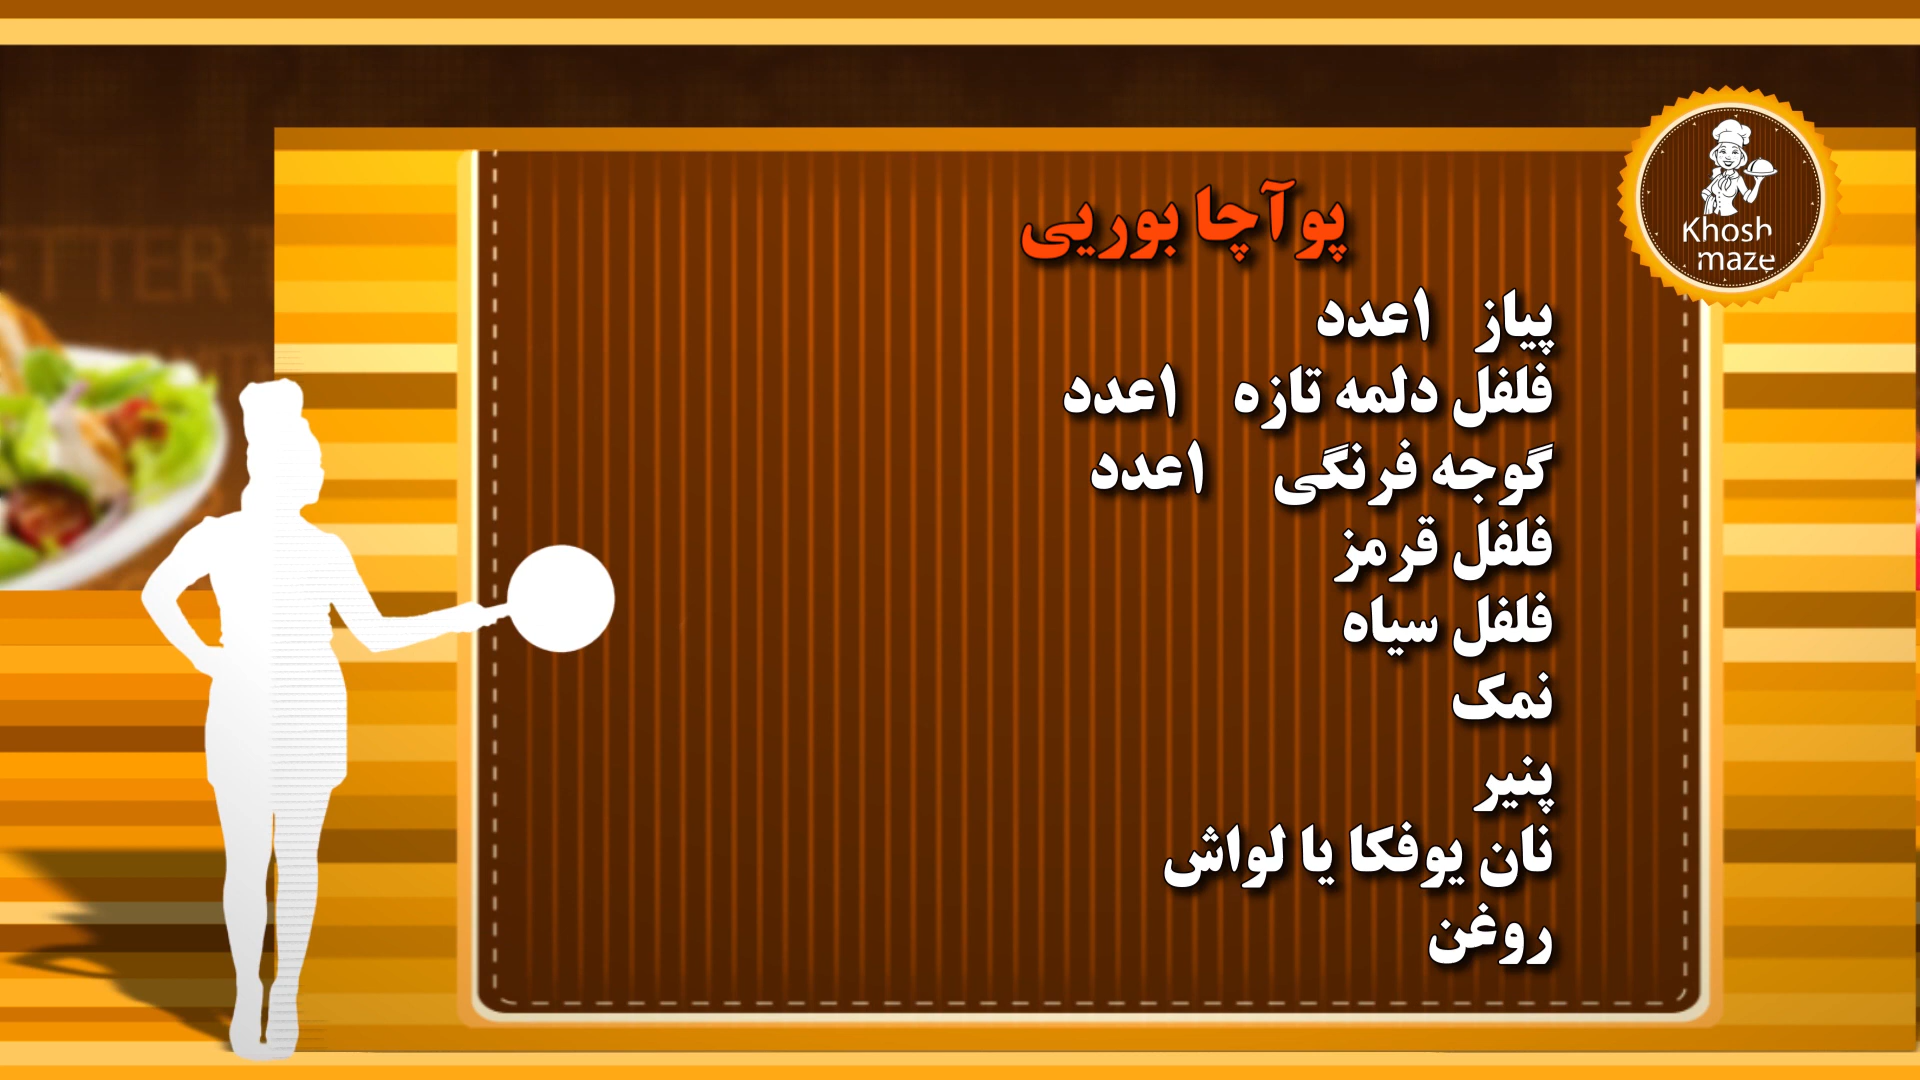 Khosh
maze
پوآچا بوریی
پیاز ۱عدد
فلفل دلمه تازه ۱عدد
گوجه فرنگی ۱عدد
فلفل قرمز
فلفل سیاه
نمک
پنیر
نان یوفکا یا لواش
روغن